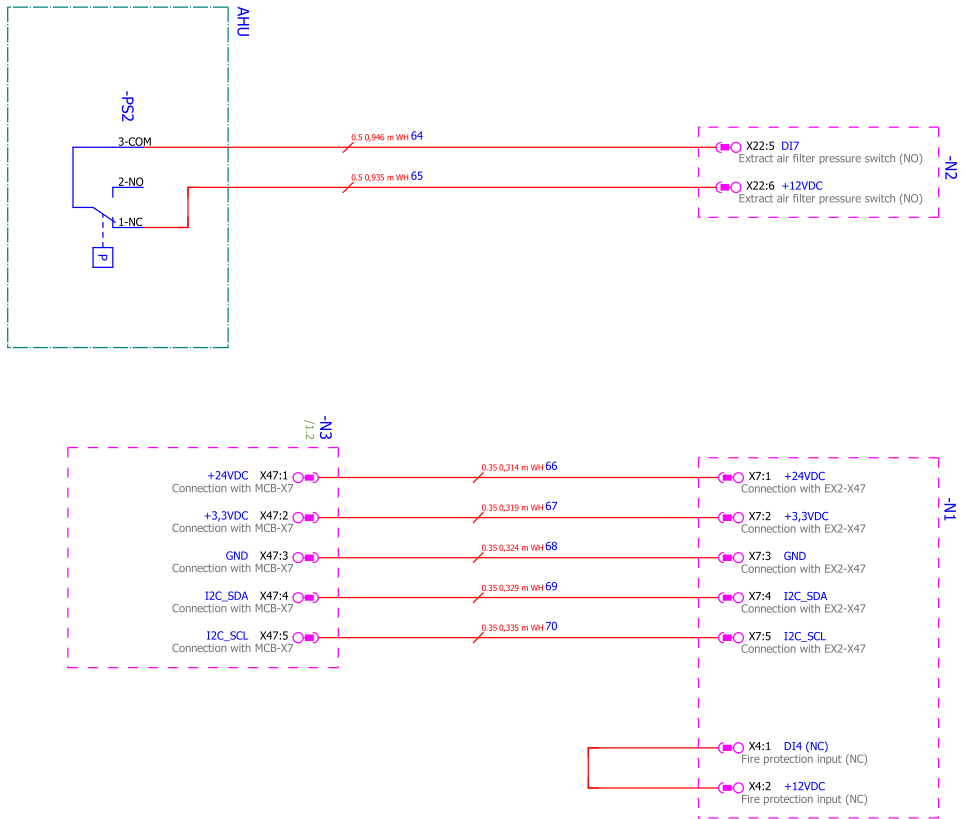 AHU
-PS2
3-COM
2-NO
1-NC
P
0.5 0,946 m WH 64
0.5 0,935 m WH 65
-N2
X22:5 DI7
Extract air filter pressure switch (NO)
X22:6 +12VDC
Extract air filter pressure switch (NO)
-N3
/1.2
+24VDC X47:1
Connection with MCB-X7
+3,3VDC X47:2
Connection with MCB-X7
GND X47:3
Connection with MCB-X7
I2C_SDA X47:4
Connection with MCB-X7
I2C_SCL X47:5
Connection with MCB-X7
0.35 0,314 m WH 66
0.35 0,319 m WH 67
0.35 0,324 m WH 68
0.35 0,329 m WH 69
0.35 0,335 m WH 70
-N1
X7:1 +24VDC
Connection with EX2-X47
X7:2 +3,3VDC
Connection with EX2-X47
X7:3 GND
Connection with EX2-X47
X7:4 I2C_SDA
Connection with EX2-X47
X7:5 I2C_SCL
Connection with EX2-X47
X4:1 DI4 (NC)
Fire protection input (NC)
X4:2 +12VDC
Fire protection input (NC)